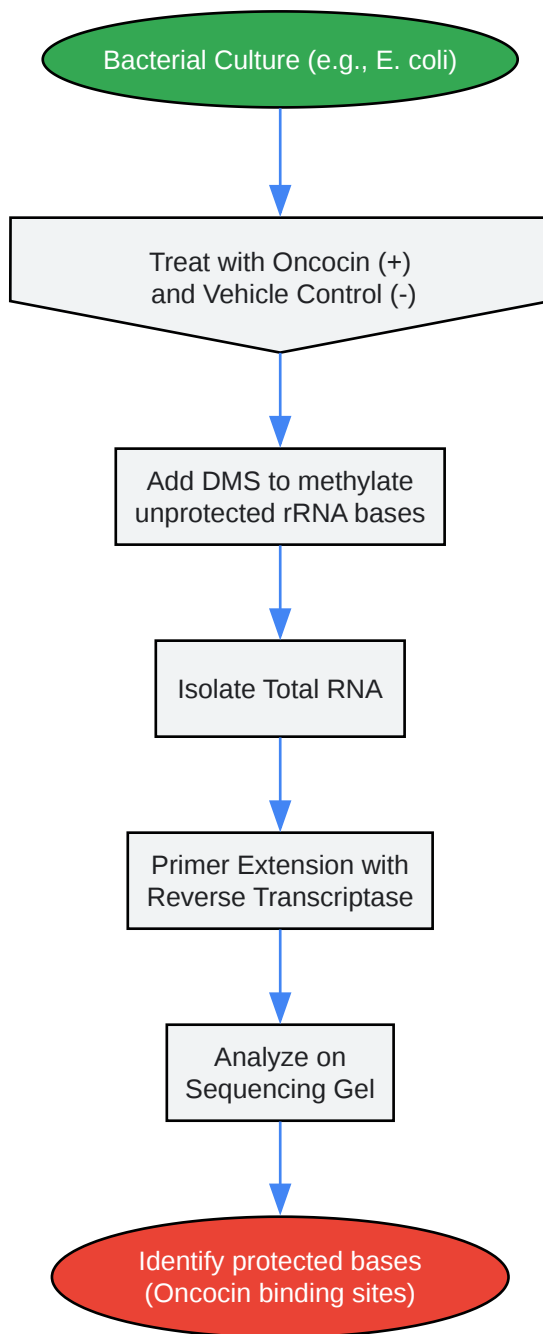 Bacterial Culture (e.g., E. coli)
Treat with Oncocin (+)
and Vehicle Control (-)
Add DMS to methylate
unprotected rRNA bases
Isolate Total RNA
Primer Extension with
Reverse Transcriptase
Analyze on
Sequencing Gel
Identify protected bases
(Oncocin binding sites)